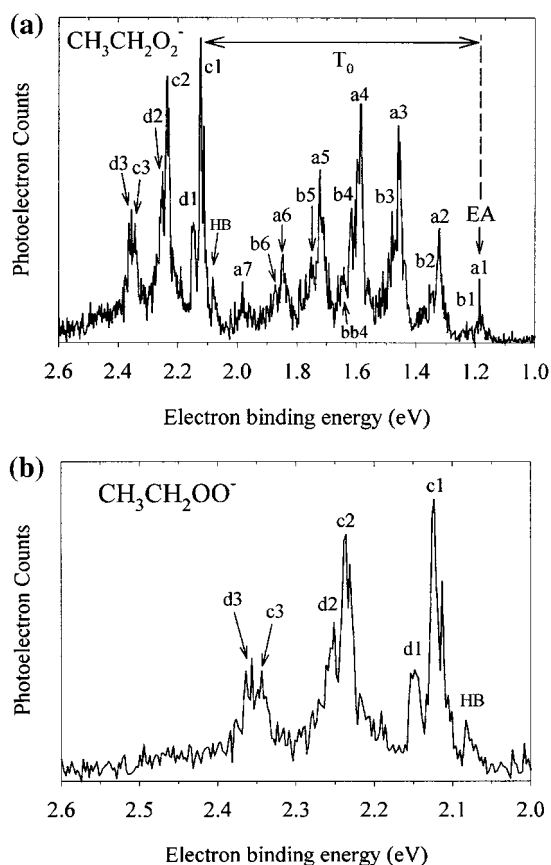 (a)
CH3CH2O2-
T0
c1
c2
d2
d3
c3
d1
HB
a7
b6
a6
b5
a5
b4
a4
bb4
b3
a3
b2
a2
EA
b1
a1
Photoelectron Counts
2.6 2.4 2.2 2.0 1.8 1.6 1.4 1.2 1.0
Electron binding energy (eV)
(b)
CH3CH2OO-
c1
c2
d3
c3
d2
d1
HB
Photoelectron Counts
2.6 2.5 2.4 2.3 2.2 2.1 2.0
Electron binding energy (eV)